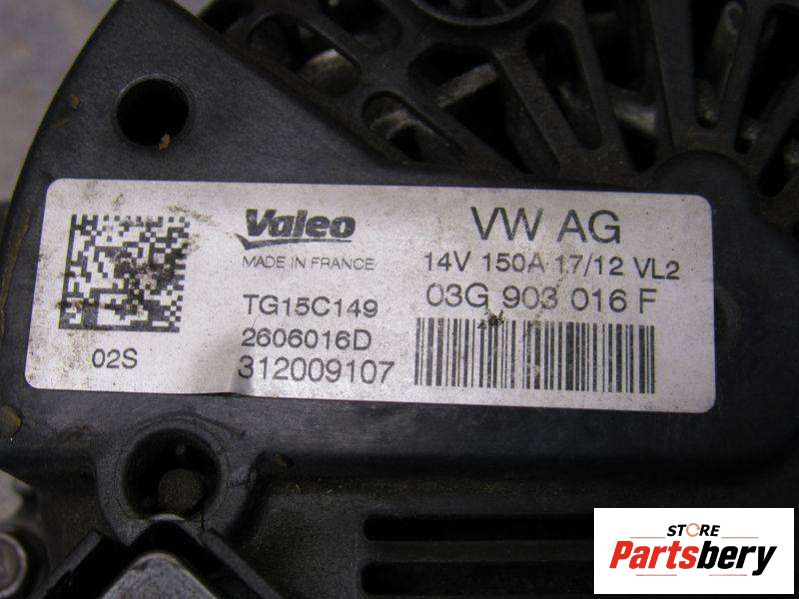 Valeo
MADE IN FRANCE
TG15C149
2606016D
312009107
02S
VW AG
14V 150A 17/12 VL2
03G 903 016 F
STORE
Partsbery